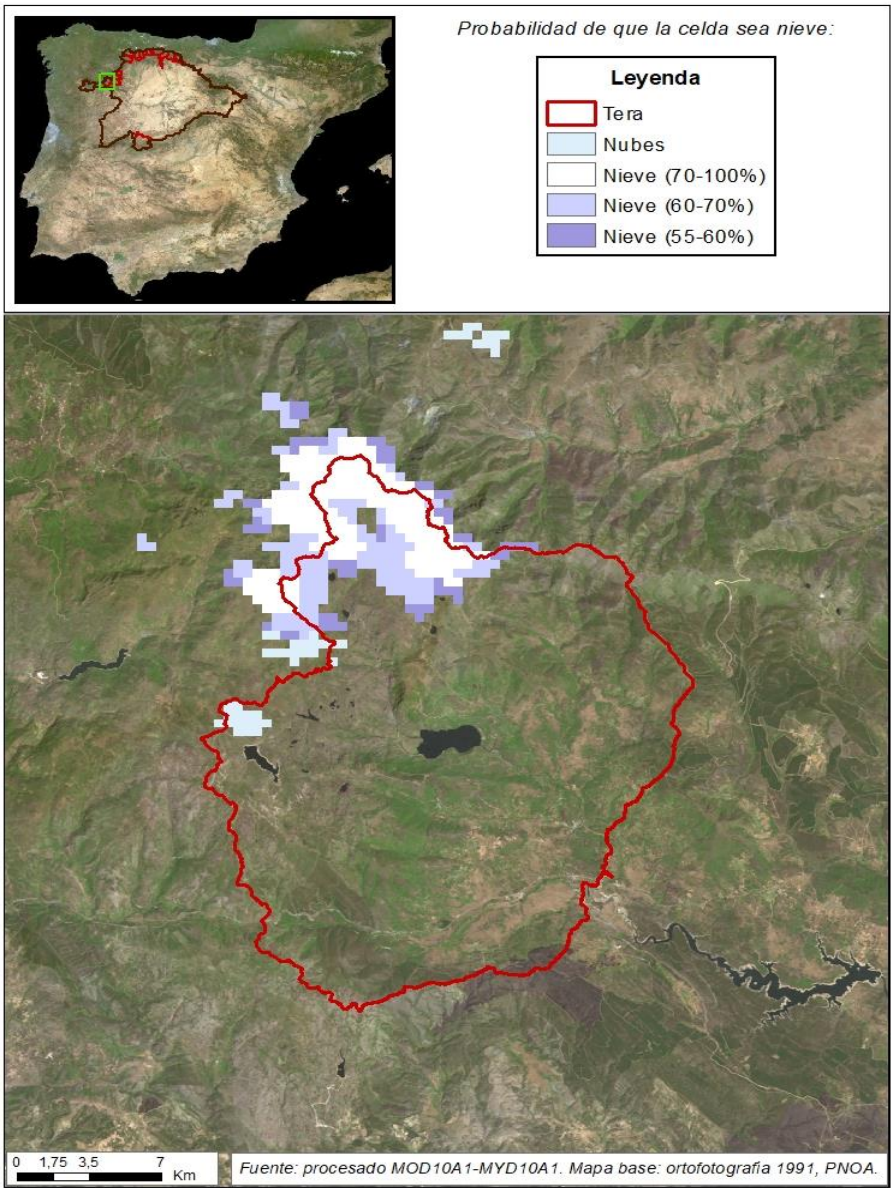 Probabilidad de que la celda sea nieve:
Leyenda
Tera
Nubes
Nieve (70-100%)
Nieve (60-70%)
Nieve (55-60%)
0 1,75 3,5 7
Km
Fuente: procesado MOD10A1-MYD10A1. Mapa base: ortofotografía 1991, PNOA.